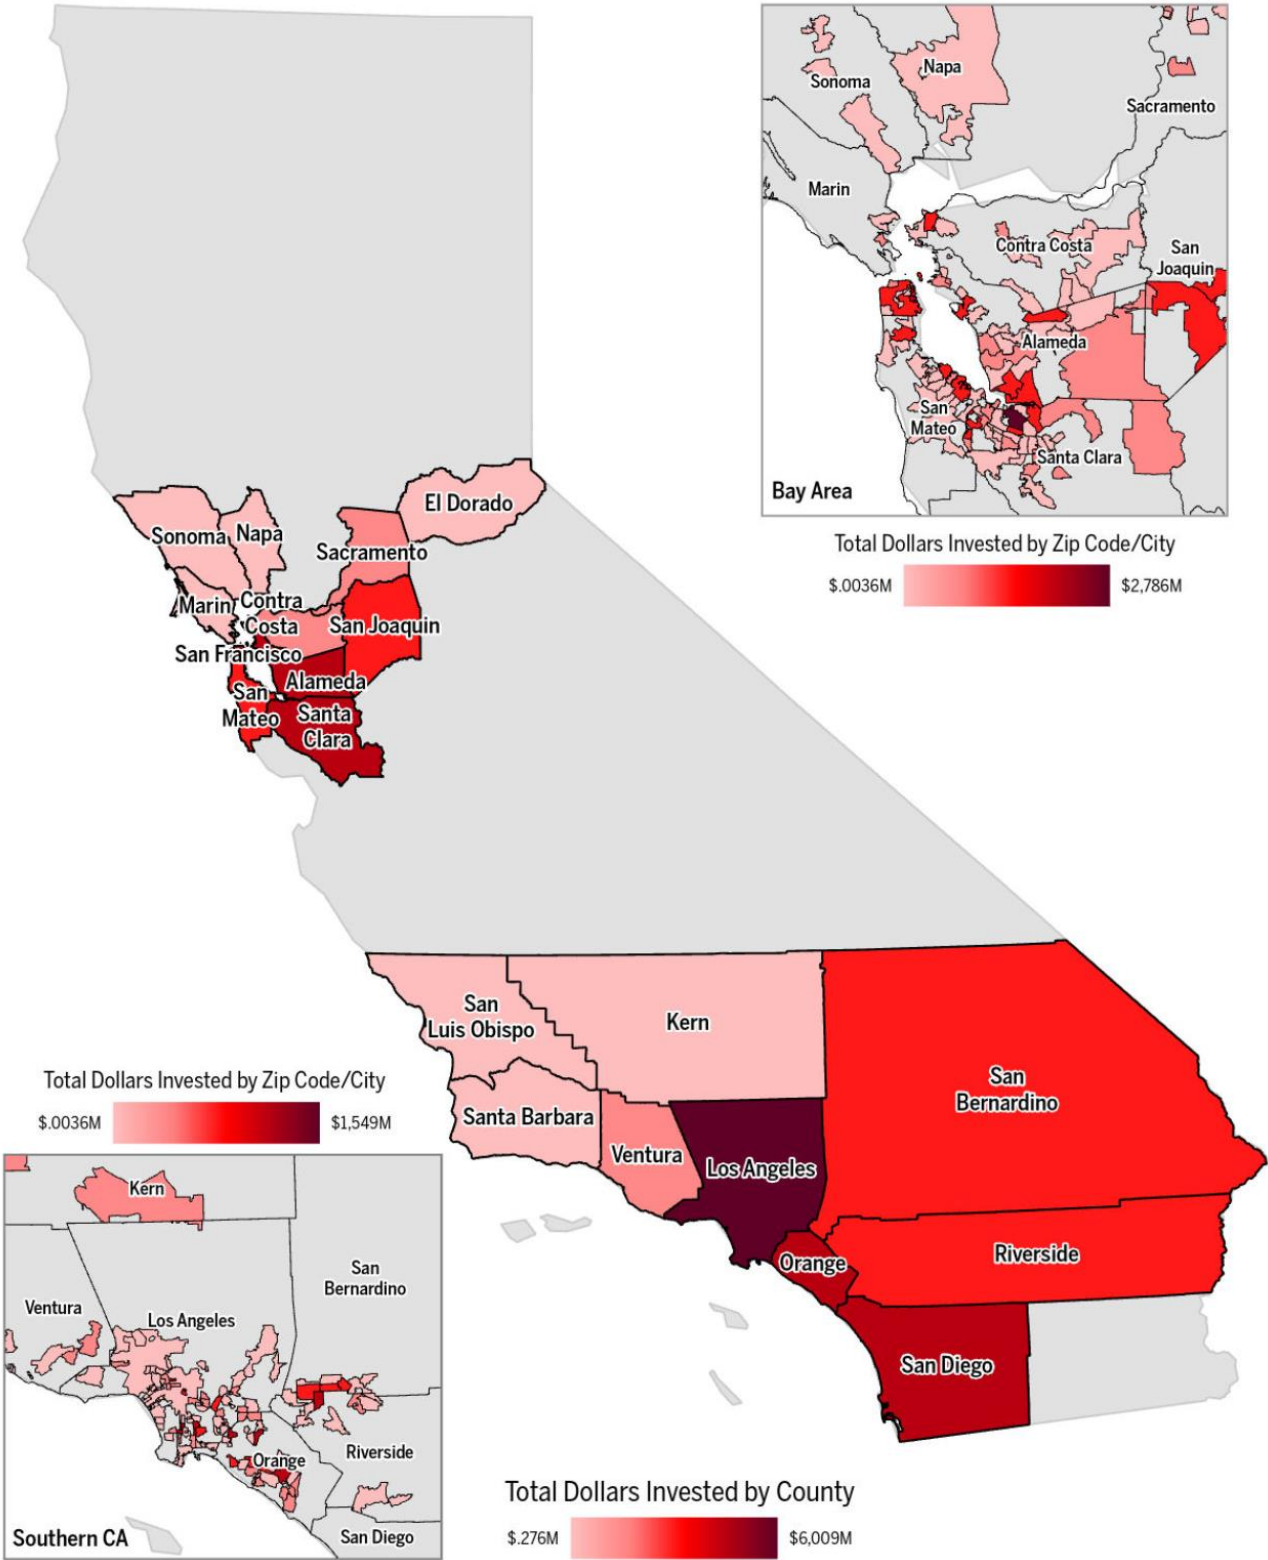 Sonoma
Napa
Sacramento
Marin
Contra Costa
San
Joaquin
Alameda
San
Mateo
Santa Clara
Bay Area
Total Dollars Invested by Zip Code/City
$.0036M
$2,786M
El Dorado
Sonoma
Napa
Sacramento
Marin
Contra
Costa
San Joaquin
San Francisco
Alameda
San
Mateo
Santa
Clara
San
Luis Obispo
Kern
San
Bernardino
Santa Barbara
Ventura
Los Angeles
Orange
Riverside
San Diego
Total Dollars Invested by Zip Code/City
$.0036M
$1,549M
Kern
San
Bernardino
Ventura
Los Angeles
Orange
Riverside
San Diego
Southern CA
Total Dollars Invested by County
$.276M
$6,009M